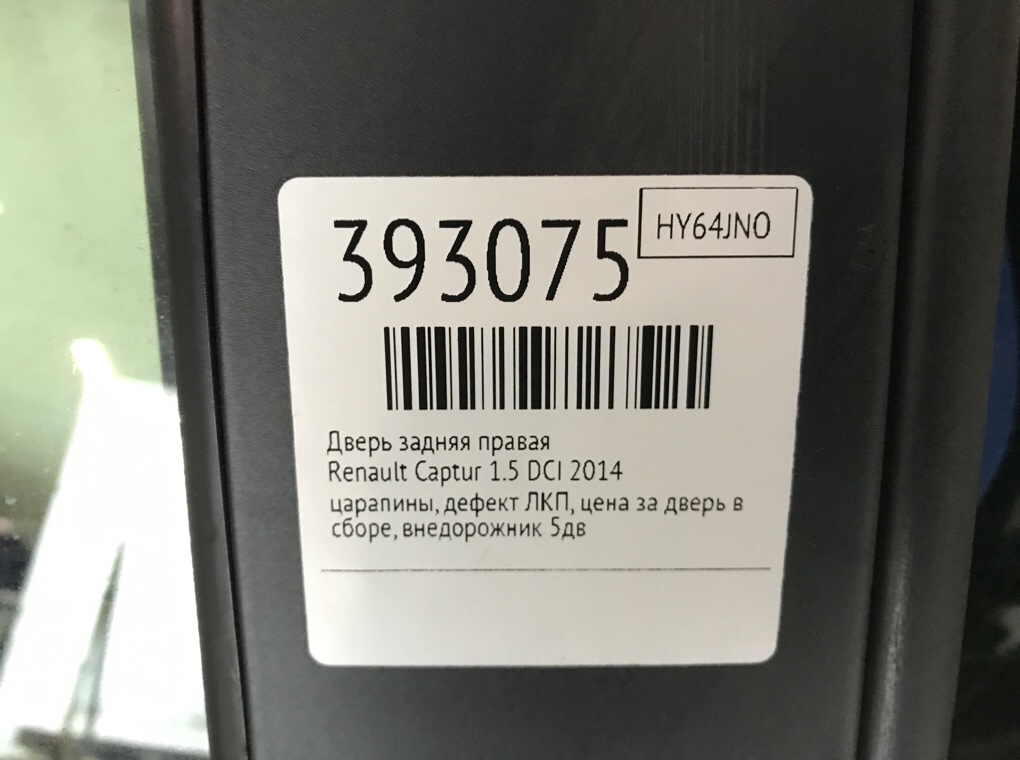 393075
HY64JNO
Дверь задняя правая
Renault Captur 1.5 DCI 2014
царапины, дефект ЛКП, цена за дверь в
сборе, внедорожник 5дв